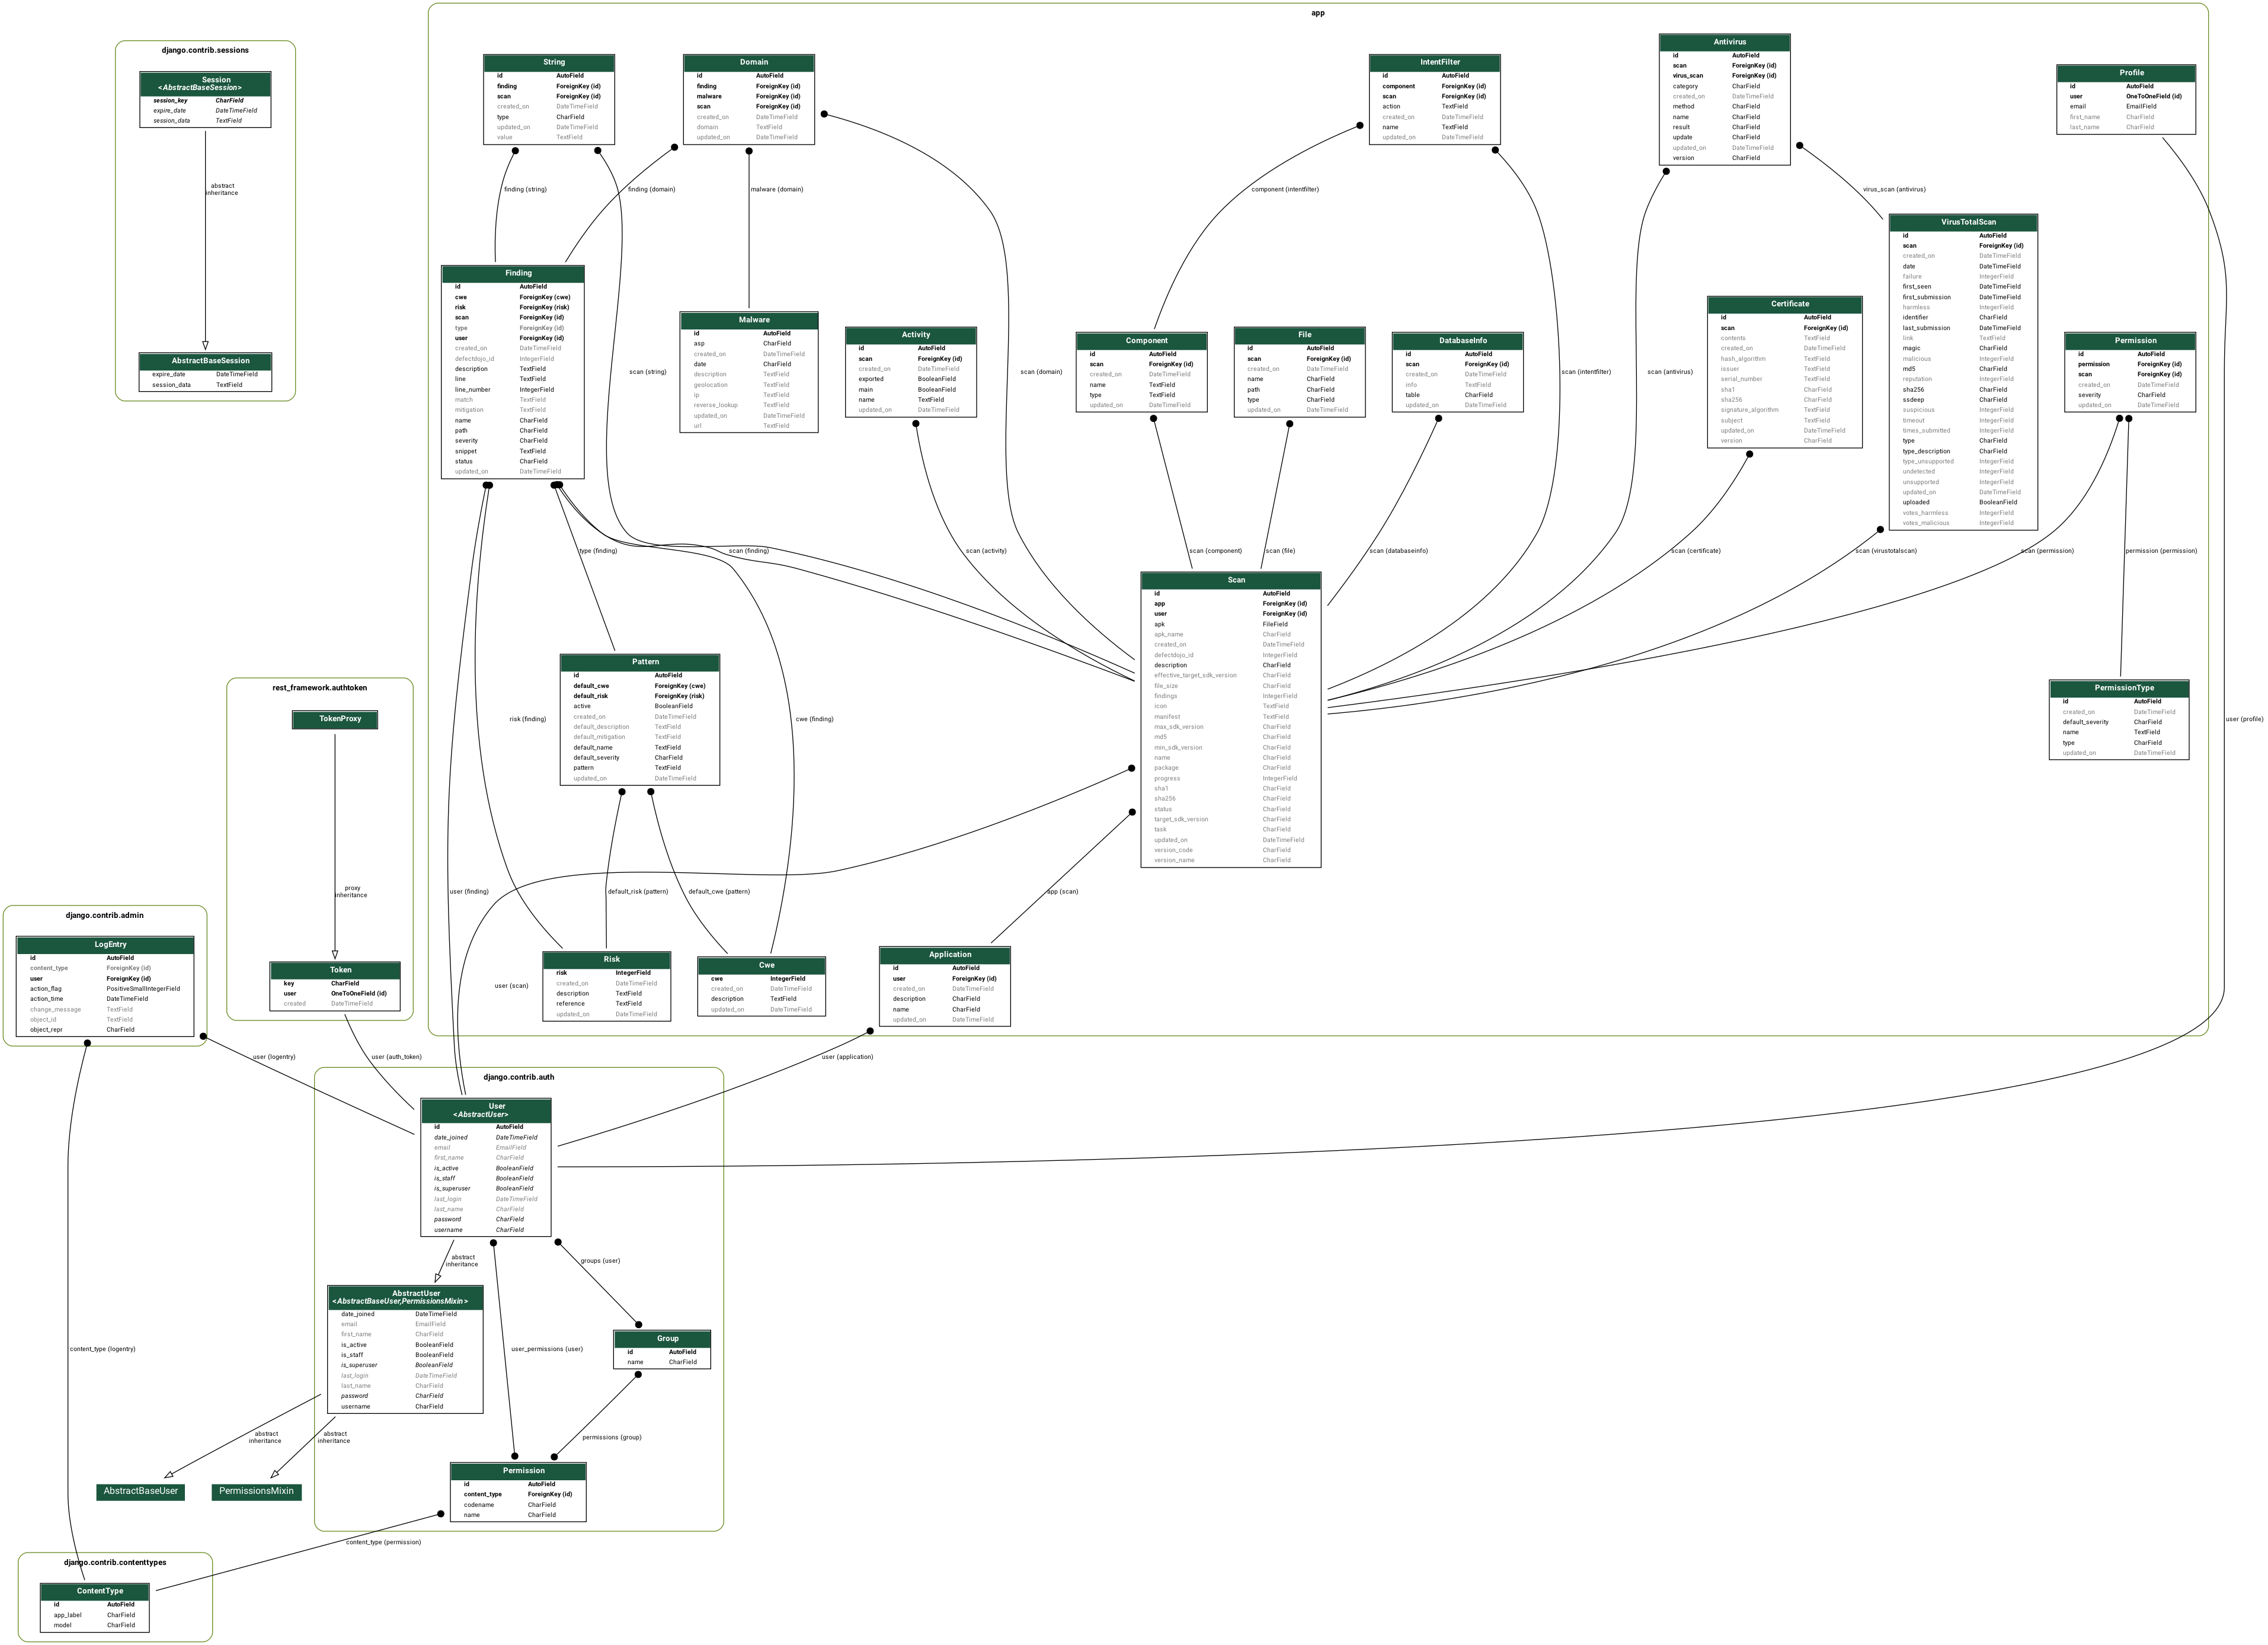 app
django.contrib.sessions
Session
<AbstractBaseSession>
session_key CharField
expire_date DateTimeField
session_data TextField
abstract
inheritance
AbstractBaseSession
expire_date DateTimeField
session_data TextField
String
id AutoField
finding ForeignKey (id)
scan ForeignKey (id)
created_on DateTimeField
type CharField
updated_on DateTimeField
value TextField
Domain
id AutoField
finding ForeignKey (id)
malware ForeignKey (id)
scan ForeignKey (id)
created_on DateTimeField
domain TextField
updated_on DateTimeField
IntentFilter
id AutoField
component ForeignKey (id)
scan ForeignKey (id)
action TextField
created_on DateTimeField
name TextField
updated_on DateTimeField
Antivirus
id AutoField
scan ForeignKey (id)
virus_scan ForeignKey (id)
category CharField
created_on DateTimeField
method CharField
name CharField
result CharField
update CharField
updated_on DateTimeField
version CharField
Profile
id AutoField
user OneToOneField (id)
email EmailField
first_name CharField
last_name CharField
finding (string)
finding (domain)
malware (domain)
component (intentfilter)
virus_scan (antivirus)
Finding
id AutoField
cwe ForeignKey (cwe)
risk ForeignKey (risk)
scan ForeignKey (id)
type ForeignKey (id)
user ForeignKey (id)
created_on DateTimeField
defectdojo_id IntegerField
description TextField
line TextField
line_number IntegerField
match TextField
mitigation TextField
name CharField
path CharField
severity CharField
snippet TextField
status CharField
updated_on DateTimeField
scan (string)
Malware
id AutoField
asp CharField
created_on DateTimeField
date CharField
description TextField
geolocation TextField
ip TextField
reverse_lookup TextField
updated_on DateTimeField
url TextField
Activity
id AutoField
scan ForeignKey (id)
created_on DateTimeField
exported BooleanField
main BooleanField
name TextField
updated_on DateTimeField
scan (domain)
Component
id AutoField
scan ForeignKey (id)
created_on DateTimeField
name TextField
type TextField
updated_on DateTimeField
File
id AutoField
scan ForeignKey (id)
created_on DateTimeField
name CharField
path CharField
type CharField
updated_on DateTimeField
DatabaseInfo
id AutoField
scan ForeignKey (id)
created_on DateTimeField
info TextField
table CharField
updated_on DateTimeField
scan (intentfilter)
scan (antivirus)
Certificate
id AutoField
scan ForeignKey (id)
contents TextField
created_on DateTimeField
hash_algorithm TextField
issuer TextField
serial_number TextField
sha1 CharField
sha256 CharField
signature_algorithm TextField
subject TextField
updated_on DateTimeField
version CharField
VirusTotalScan
id AutoField
scan ForeignKey (id)
created_on DateTimeField
date DateTimeField
failure IntegerField
first_seen DateTimeField
first_submission DateTimeField
harmless IntegerField
identifier CharField
last_submission DateTimeField
link TextField
magic CharField
malicious IntegerField
md5 CharField
reputation IntegerField
sha256 CharField
ssdeep CharField
suspicious IntegerField
timeout IntegerField
times_submitted IntegerField
type CharField
type_description CharField
type_unsupported IntegerField
undetected IntegerField
unsupported IntegerField
updated_on DateTimeField
uploaded BooleanField
votes_harmless IntegerField
votes_malicious IntegerField
Permission
id AutoField
permission ForeignKey (id)
scan ForeignKey (id)
created_on DateTimeField
severity CharField
updated_on DateTimeField
type (finding)
scan (finding)
scan (activity)
scan (component)
scan (file)
scan (databaseinfo)
scan (certificate)
scan (virustotalscan)
scan (permission)
permission (permission)
Scan
id AutoField
app ForeignKey (id)
user ForeignKey (id)
apk FileField
apk_name CharField
created_on DateTimeField
defectdojo_id IntegerField
description CharField
effective_target_sdk_version CharField
file_size CharField
findings IntegerField
icon TextField
manifest TextField
max_sdk_version CharField
md5 CharField
min_sdk_version CharField
name CharField
package CharField
progress IntegerField
sha1 CharField
sha256 CharField
status CharField
target_sdk_version CharField
task CharField
updated_on DateTimeField
version_code CharField
version_name CharField
Pattern
id AutoField
default_cwe ForeignKey (cwe)
default_risk ForeignKey (risk)
active BooleanField
created_on DateTimeField
default_description TextField
default_mitigation TextField
default_name TextField
default_severity CharField
pattern TextField
updated_on DateTimeField
risk (finding)
cwe (finding)
PermissionType
id AutoField
created_on DateTimeField
default_severity CharField
name TextField
type CharField
updated_on DateTimeField
user (profile)
rest_framework.authtoken
TokenProxy
proxy
inheritance
Token
key CharField
user OneToOneField (id)
created DateTimeField
user (finding)
default_risk (pattern)
default_cwe (pattern)
app (scan)
user (scan)
Risk
risk IntegerField
created_on DateTimeField
description TextField
reference TextField
updated_on DateTimeField
Cwe
cwe IntegerField
created_on DateTimeField
description TextField
updated_on DateTimeField
Application
id AutoField
user ForeignKey (id)
created_on DateTimeField
description CharField
name CharField
updated_on DateTimeField
django.contrib.admin
LogEntry
id AutoField
content_type ForeignKey (id)
user ForeignKey (id)
action_flag PositiveSmallIntegerField
action_time DateTimeField
change_message TextField
object_id TextField
object_repr CharField
user (logentry)
user (auth_token)
user (application)
django.contrib.auth
User
<AbstractUser>
id AutoField
date_joined DateTimeField
email EmailField
first_name CharField
is_active BooleanField
is_staff BooleanField
is_superuser BooleanField
last_login DateTimeField
last_name CharField
password CharField
username CharField
abstract
inheritance
groups (user)
AbstractUser
<AbstractBaseUser,PermissionsMixin>
date_joined DateTimeField
email EmailField
first_name CharField
is_active BooleanField
is_staff BooleanField
is_superuser BooleanField
last_login DateTimeField
last_name CharField
password CharField
username CharField
content_type (logentry)
user_permissions (user)
Group
id AutoField
name CharField
abstract
inheritance
abstract
inheritance
permissions (group)
AbstractBaseUser
PermissionsMixin
Permission
id AutoField
content_type ForeignKey (id)
codename CharField
name CharField
content_type (permission)
django.contrib.contenttypes
ContentType
id AutoField
app_label CharField
model CharField